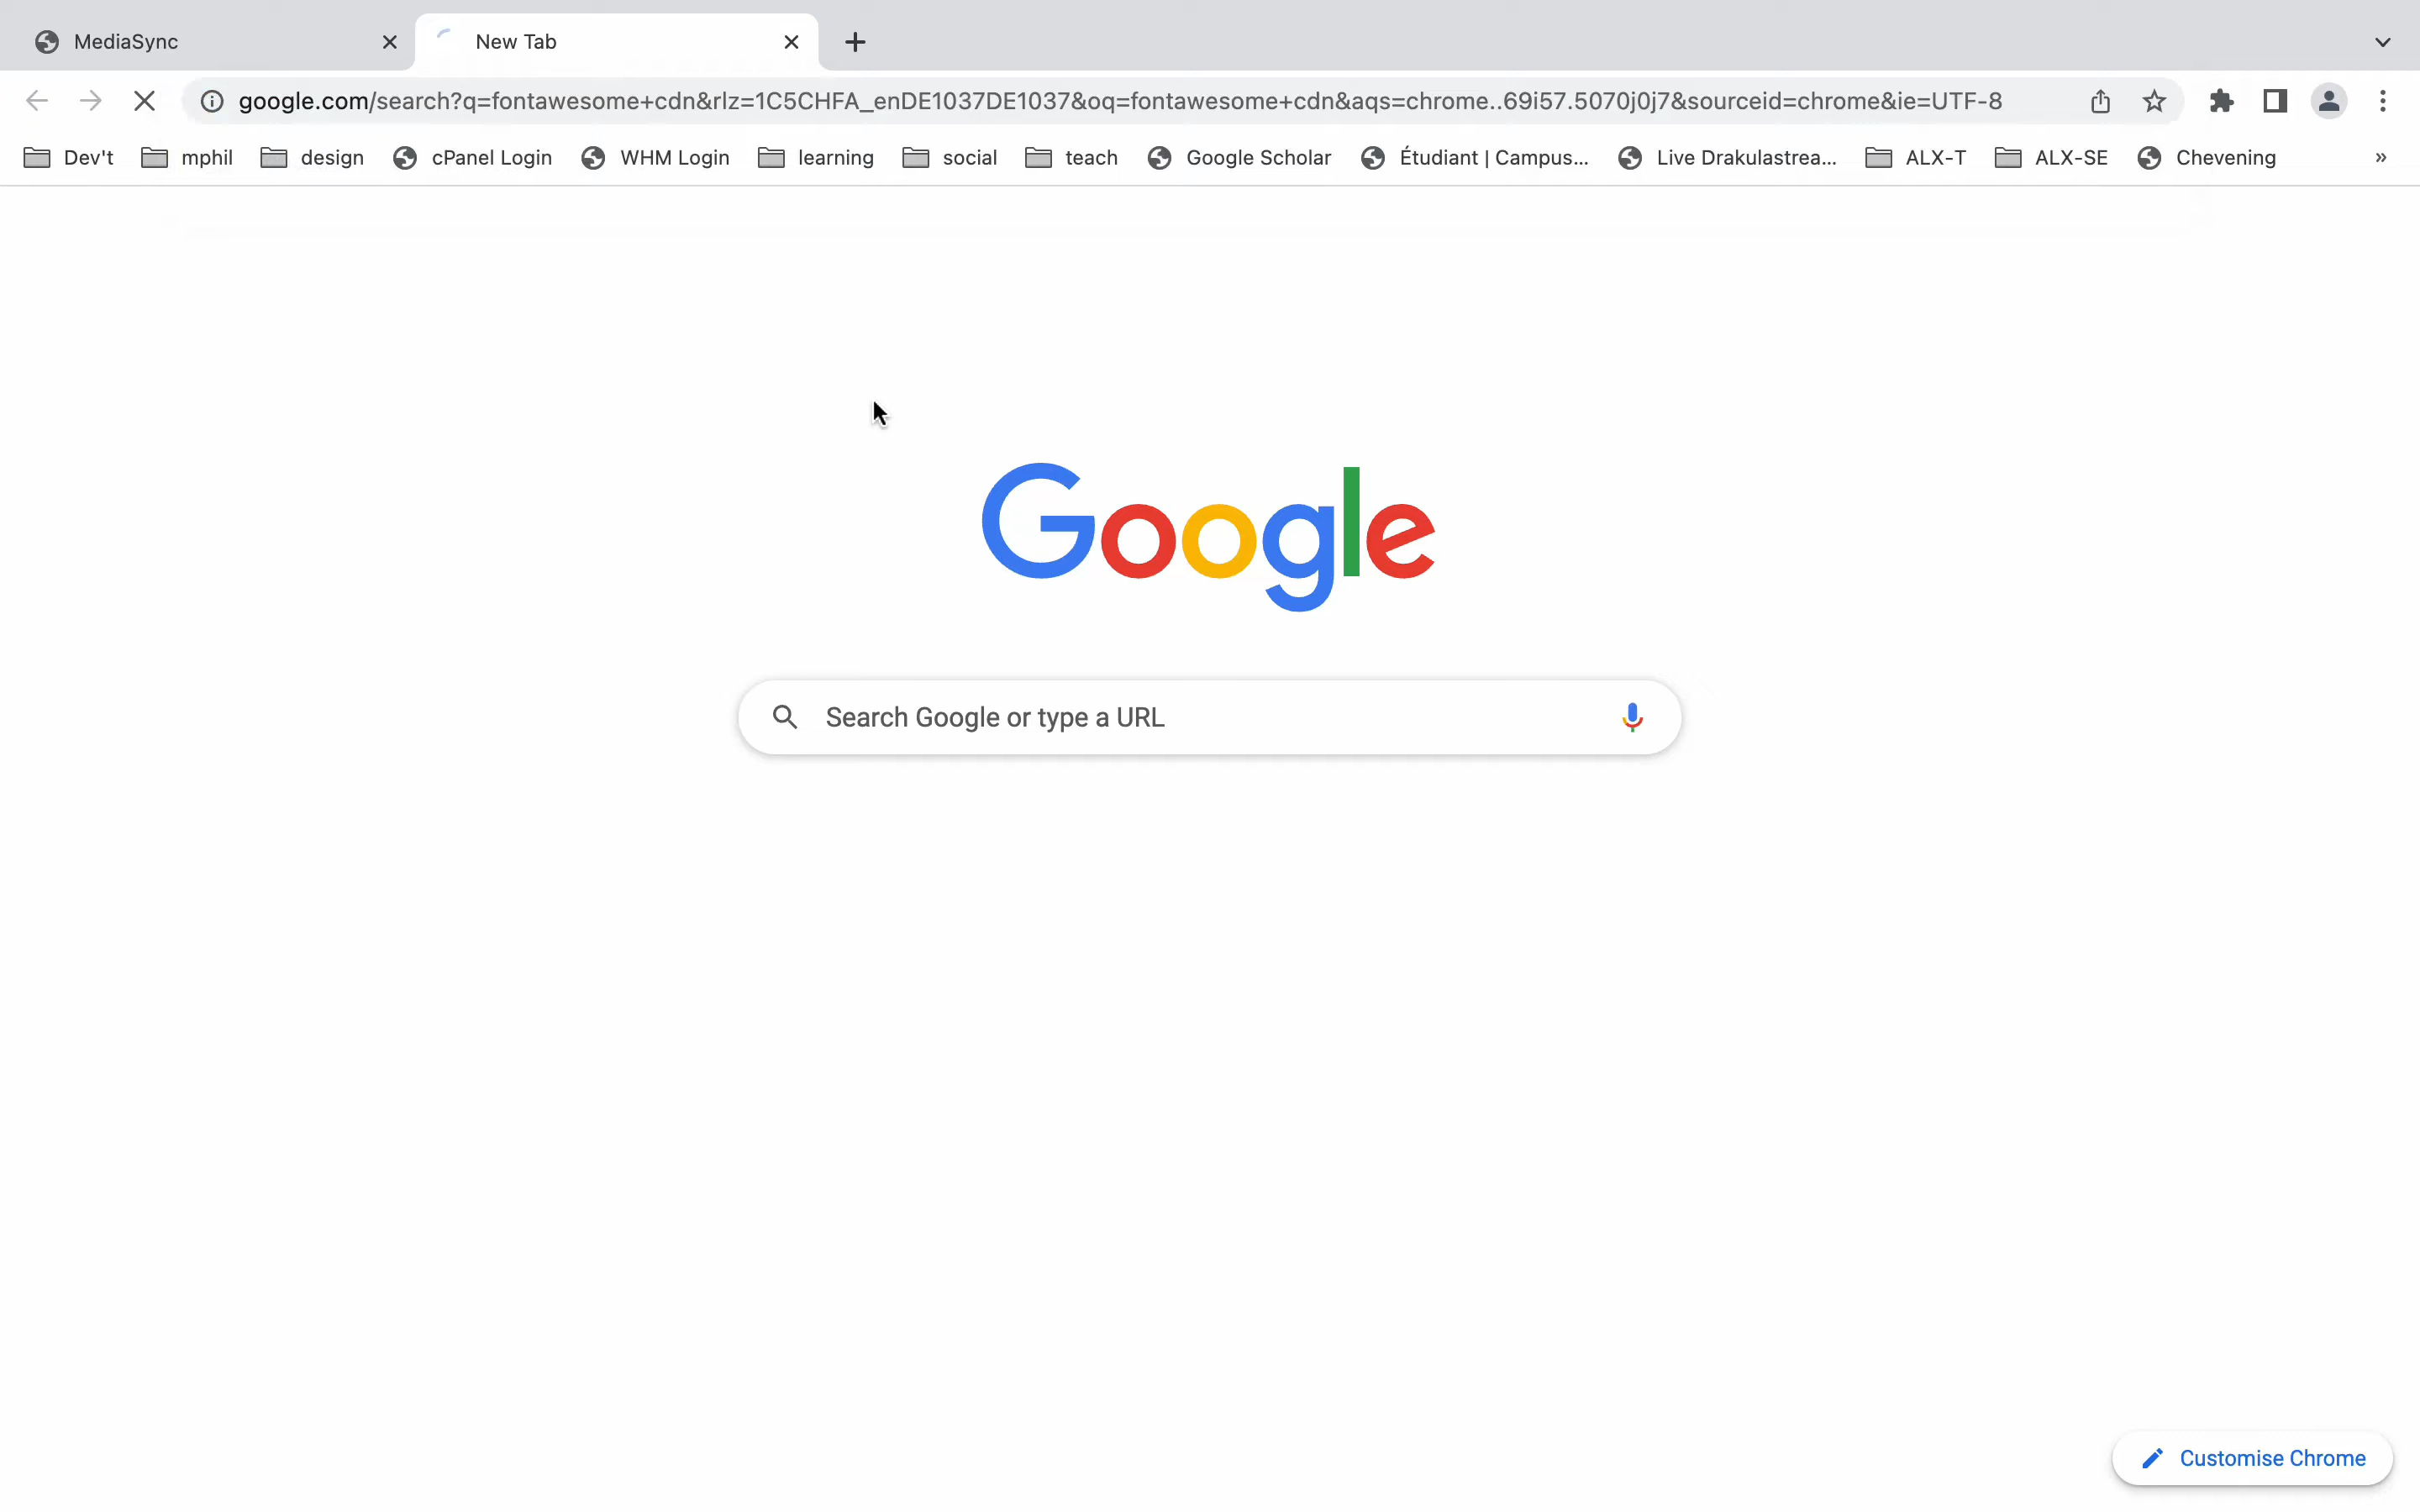 MediaSync
New Tab
google.com/search?q=fontawesome+cdn&rlz=1C5CHFA_enDE1037DE1037&oq=fontawesome+cdn&aqs=chrome..69i57.5070j0j7&sourceid=chrome&ie=UTF-8
Dev't mphil design cPanel Login WHM Login learning social teach Google Scholar Étudiant | Campus... Live Drakulastrea... ALX-T ALX-SE Chevening »
Google
Search Google or type a URL
Customise Chrome